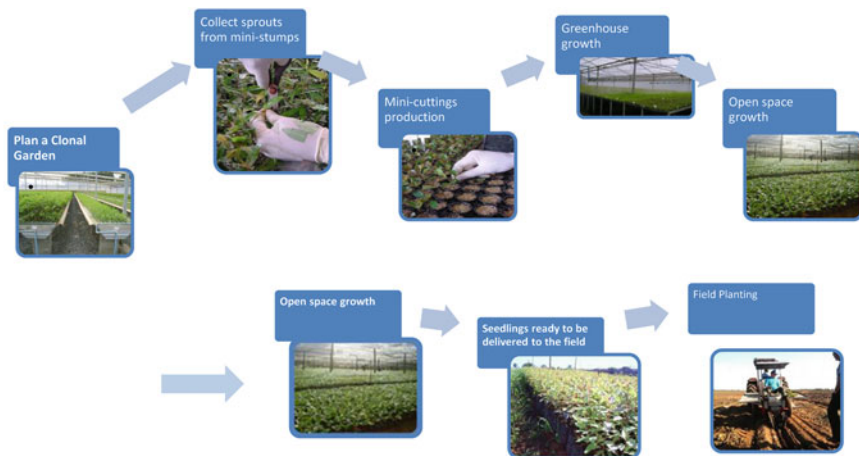 Collect sprouts
from mini-stumps
Greenhouse
growth
Mini-cuttings
production
Open space
growth
Plan a Clonal
Garden
Open space growth
Seedlings ready to be
delivered to the field
Field Planting